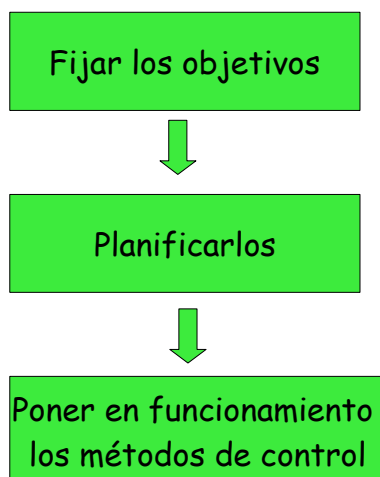 Fijar los objetivos
Planificarlos
Poner en funcionamiento
los métodos de control